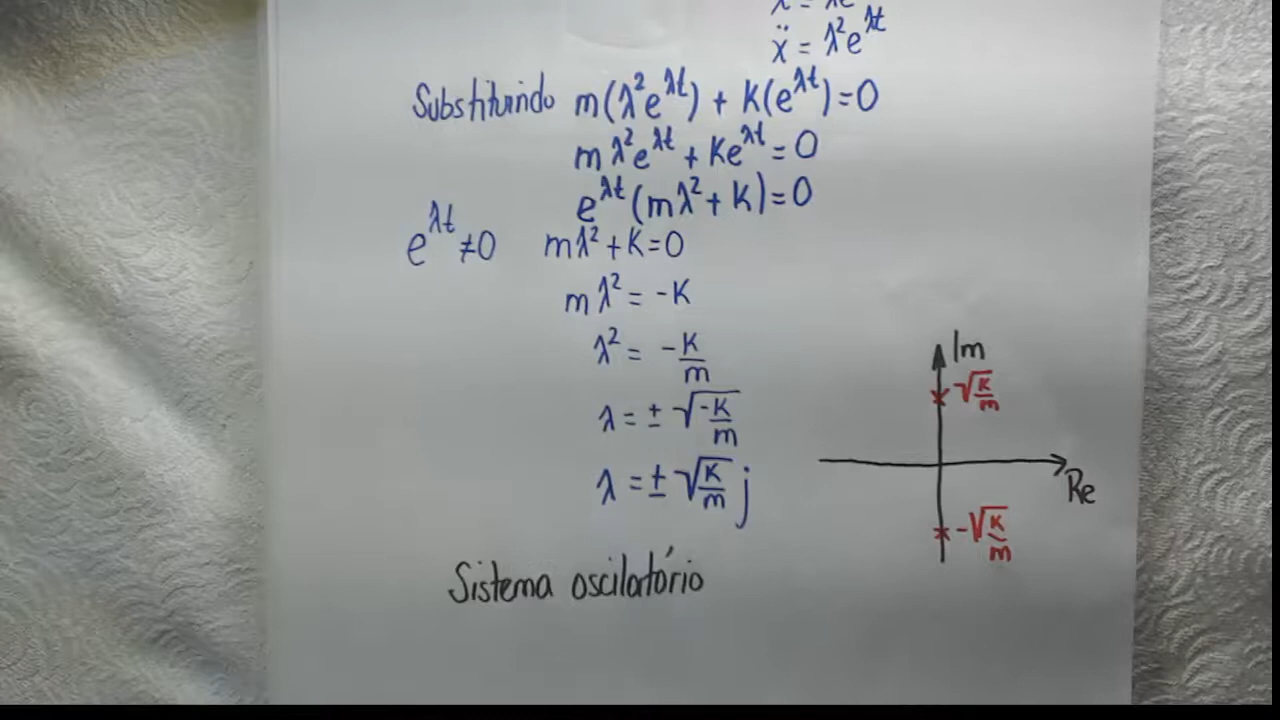 ẍ = λ²e^λt
Substituindo m(λ²e^λt) + K(e^λt) = 0
mλ²e^λt + Ke^λt = 0
e^λt(mλ² + K) = 0
e^λt ≠ 0 mλ² + K = 0
mλ² = -K
λ² = -K/m
λ = ± √(-K/m)
λ = ± √(K/m) j
Im
√(K/m)
Re
-√(K/m)
Sistema oscilatório